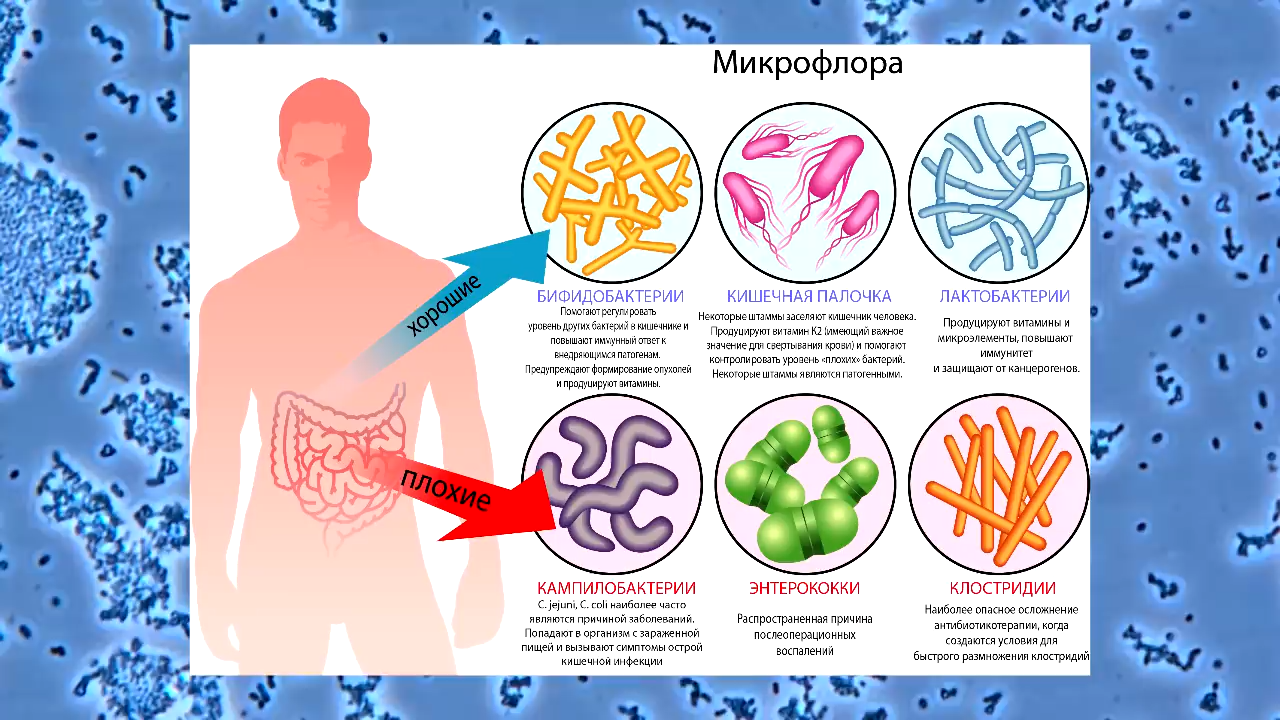 Микрофлора
хорошие
плохие
БИФИДОБАКТЕРИИ
Помогают регулировать
уровень других бактерий в кишечнике и
повышают иммунный ответ к
внедряющимся патогенам.
Предупреждают формирование опухолей
и продуцируют витамины.
КИШЕЧНАЯ ПАЛОЧКА
Некоторые штаммы заселяют кишечник человека.
Продуцируют витамин К2 (имеющий важное
значение для свертывания крови) и помогают
контролировать уровень «плохих» бактерий.
Некоторые штаммы являются патогенными.
ЛАКТОБАКТЕРИИ
Продуцируют витамины и
микроэлементы, повышают
иммунитет
и защищают от канцерогенов.
КАМПИЛОБАКТЕРИИ
C. jejuni, C. coli наиболее часто
являются причиной заболеваний.
Попадают в организм с зараженной
пищей и вызывают симптомы острой
кишечной инфекции
ЭНТЕРОКОККИ
Распространенная причина
послеоперационных
воспалений
КЛОСТРИДИИ
Наиболее опасное осложнение
антибиотикотерапии, когда
создаются условия для
быстрого размножения клостридий